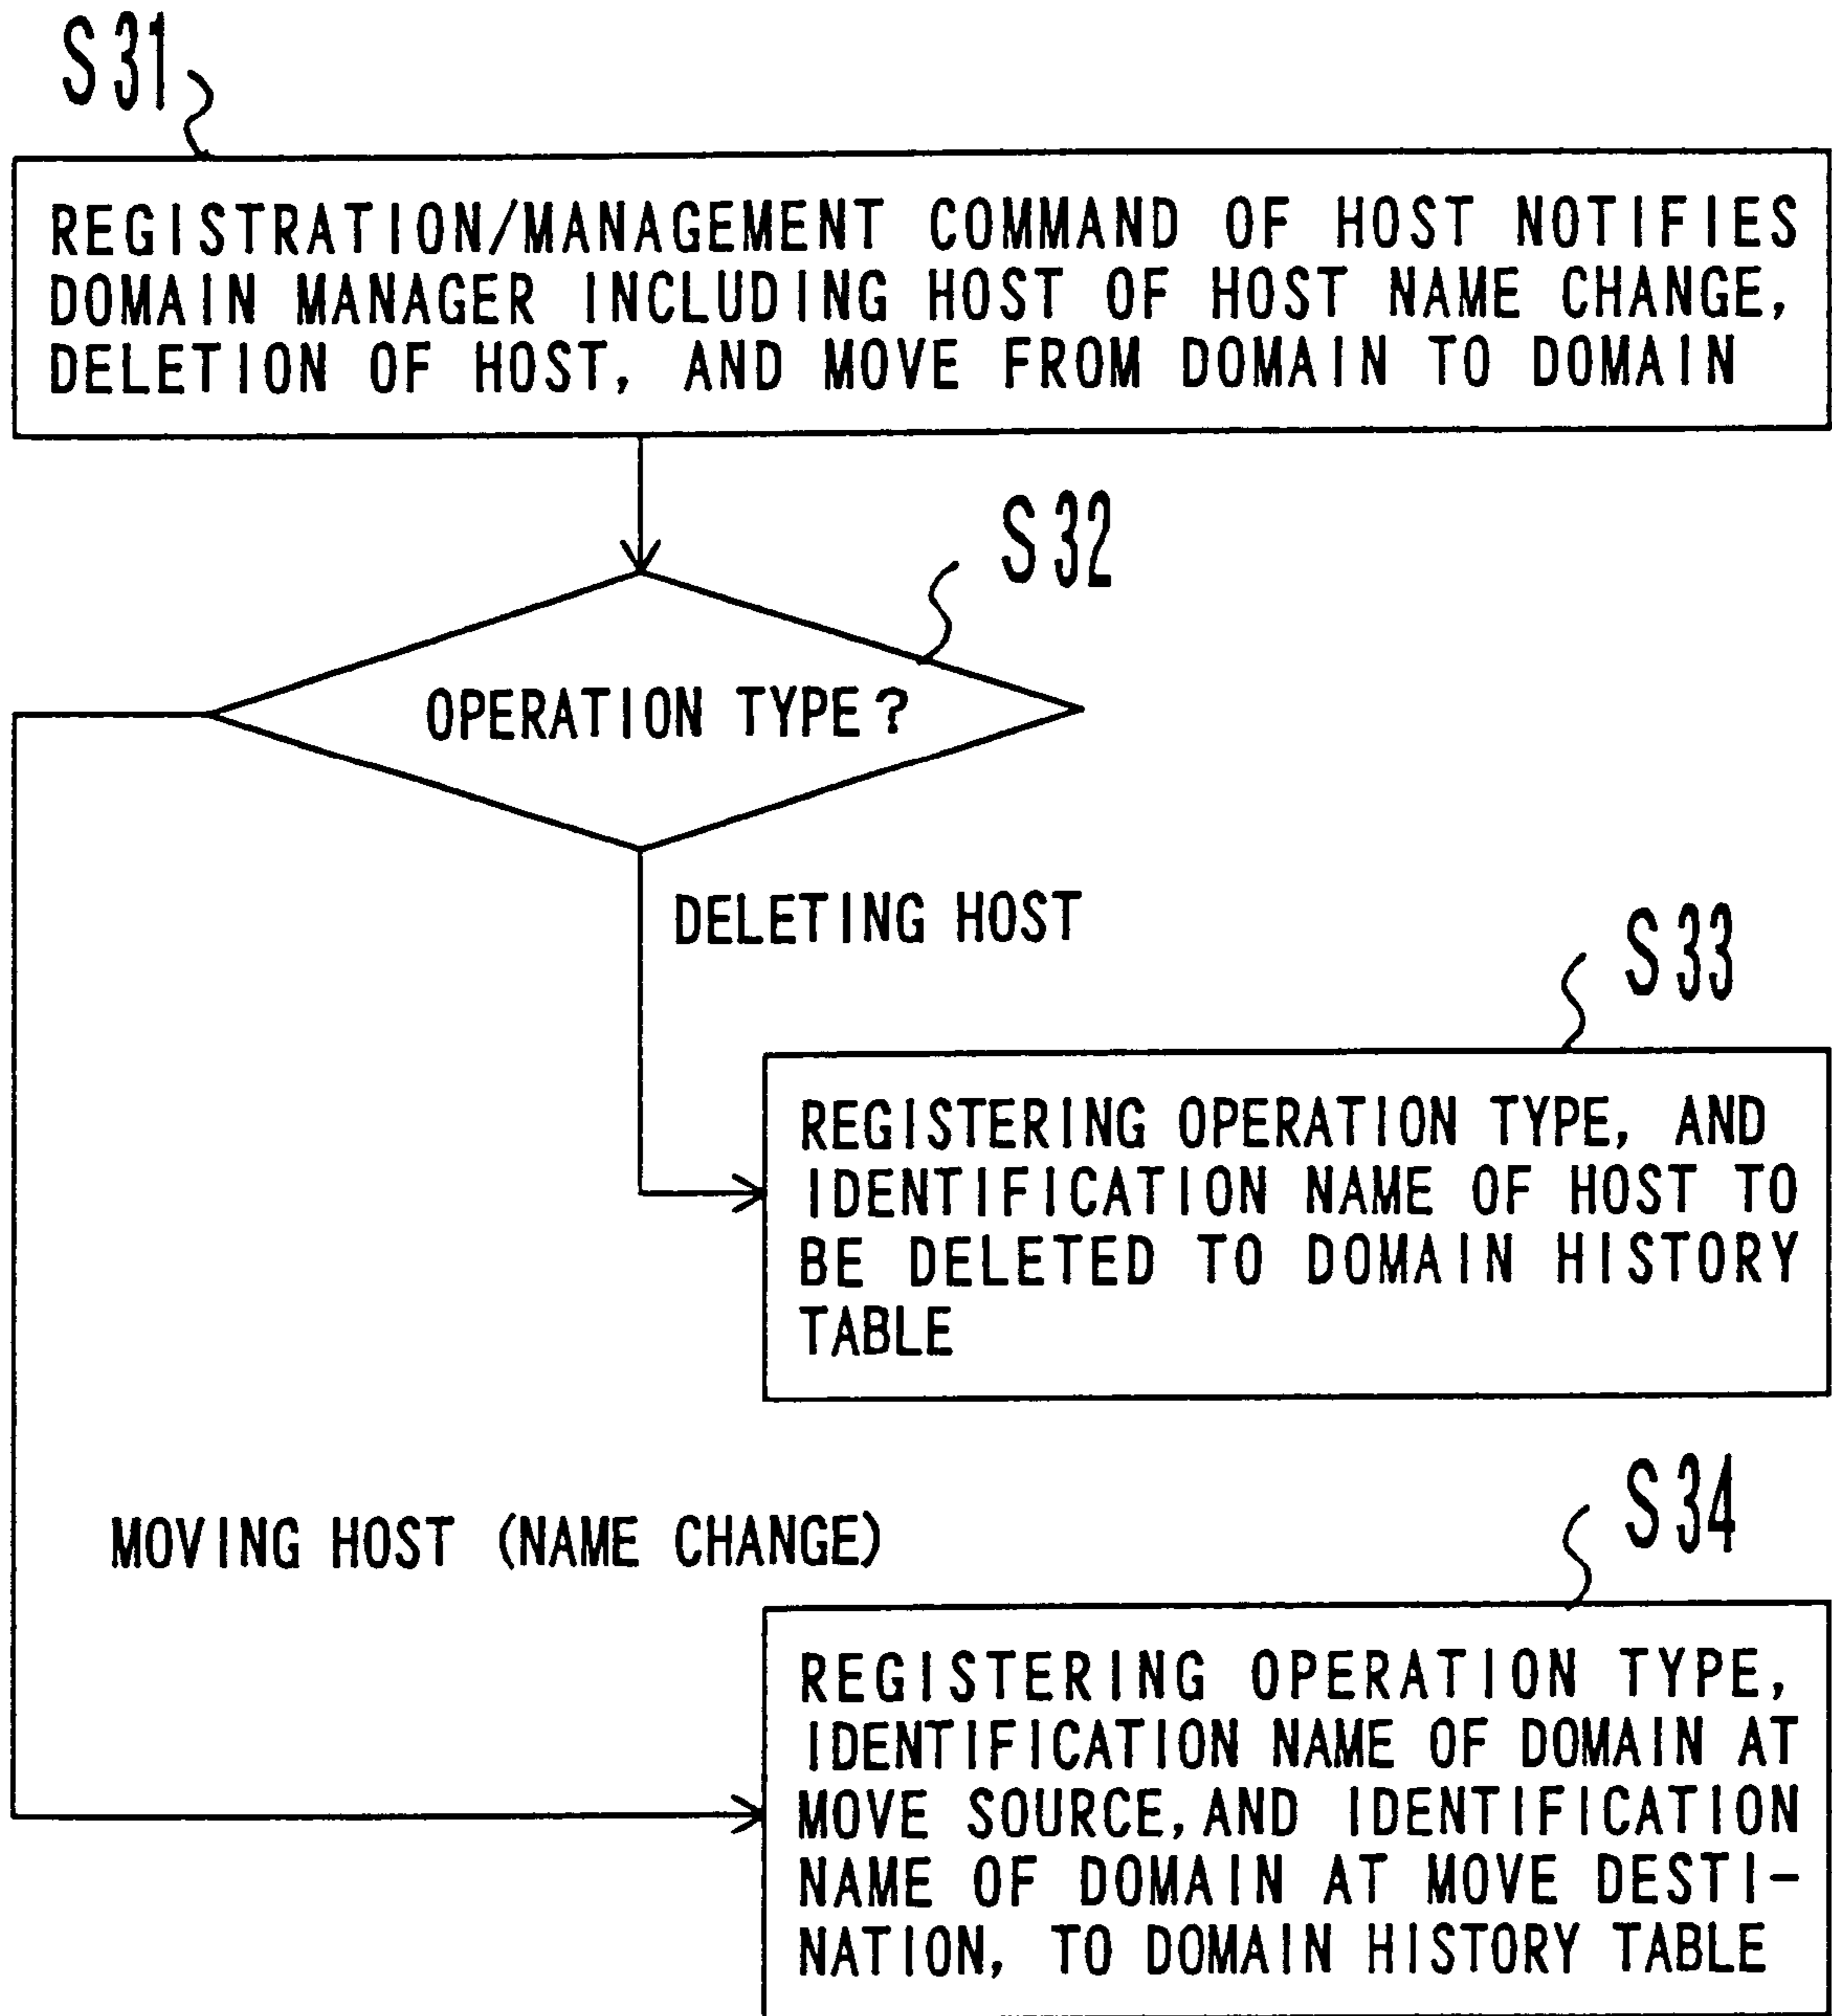 S31
REGISTRATION/MANAGEMENT COMMAND OF HOST NOTIFIES
DOMAIN MANAGER INCLUDING HOST OF HOST NAME CHANGE,
DELETION OF HOST, AND MOVE FROM DOMAIN TO DOMAIN
S32
OPERATION TYPE?
DELETING HOST
S33
REGISTERING OPERATION TYPE, AND
IDENTIFICATION NAME OF HOST TO
BE DELETED TO DOMAIN HISTORY
TABLE
MOVING HOST (NAME CHANGE)
S34
REGISTERING OPERATION TYPE,
IDENTIFICATION NAME OF DOMAIN AT
MOVE SOURCE, AND IDENTIFICATION
NAME OF DOMAIN AT MOVE DESTI-
NATION, TO DOMAIN HISTORY TABLE